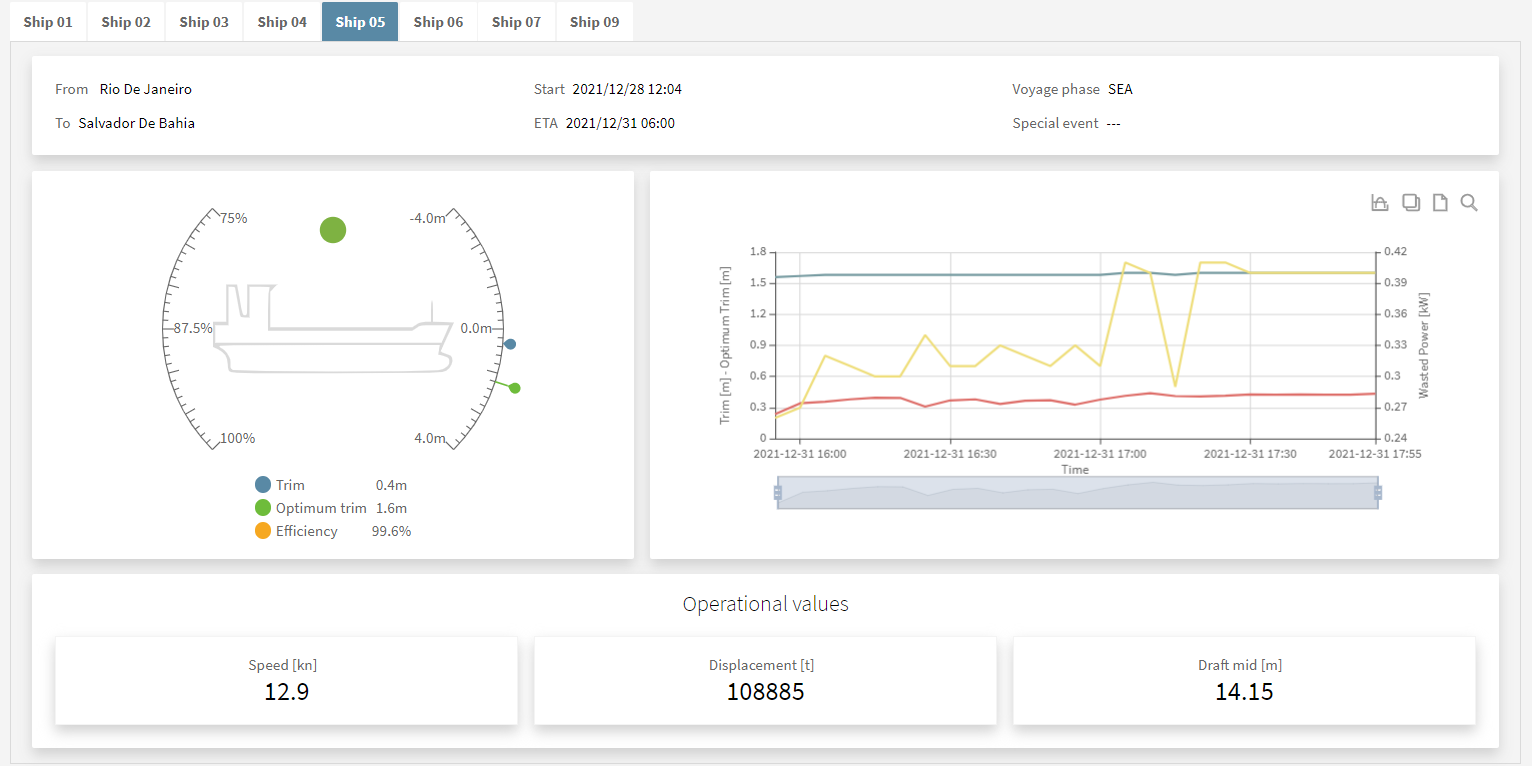 Ship 01 Ship 02 Ship 03 Ship 04 Ship 05 Ship 06 Ship 07 Ship 09
From Rio De Janeiro Start 2021/12/28 12:04 Voyage phase SEA
To Salvador De Bahia ETA 2021/12/31 06:00 Special event ---
75% -4.0m
87.5% 0.0m
100% 4.0m
Trim 0.4m
Optimum trim 1.6m
Efficiency 99.6%
Trim [m] - Optimum Trim [m]
1.8
1.5
1.2
0.9
0.6
0.3
0
0.42
0.39
0.36
0.33
0.3
0.27
0.24
Wasted Power [kW]
2021-12-31 16:00 2021-12-31 16:30 2021-12-31 17:00 2021-12-31 17:30 2021-12-31 17:55
Time
Operational values
Speed [kn] Displacement [t] Draft mid [m]
12.9 108885 14.15